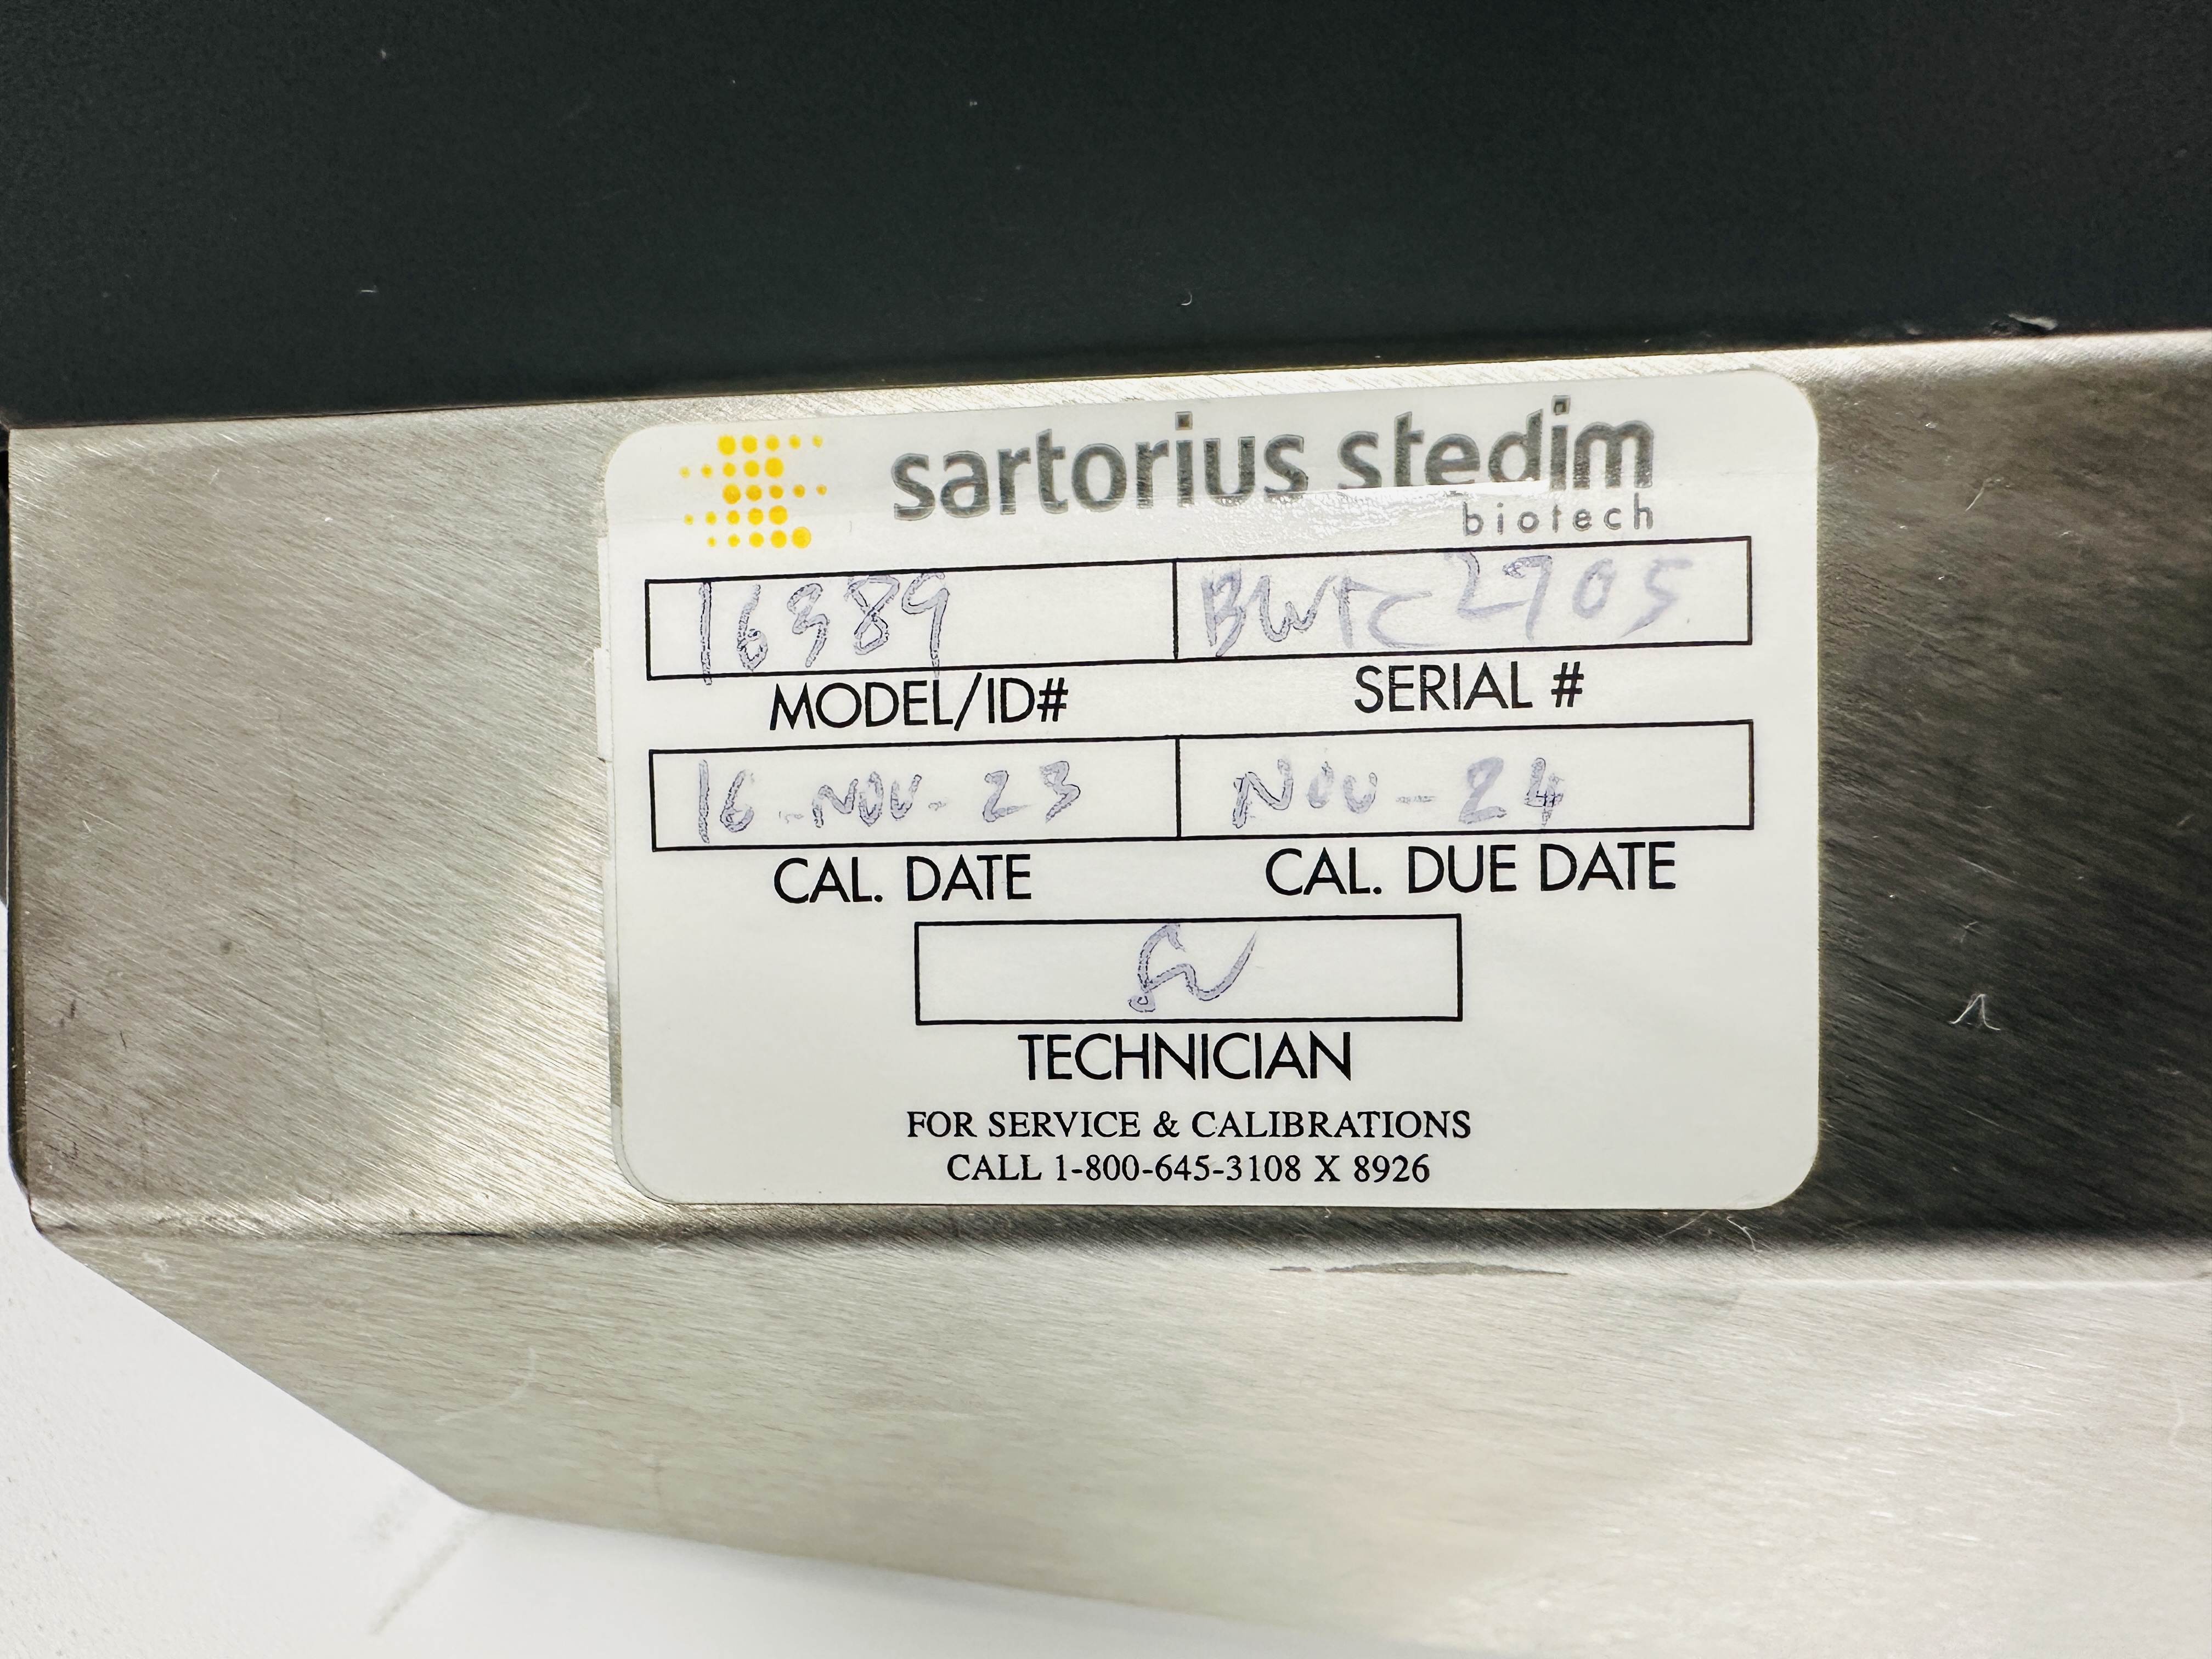 sartorius stedim
biotech
16389 BWTC2705
MODEL/ID# SERIAL #
16-NOV-23 NOV-24
CAL. DATE CAL. DUE DATE
TECHNICIAN
FOR SERVICE & CALIBRATIONS
CALL 1-800-645-3108 X 8926